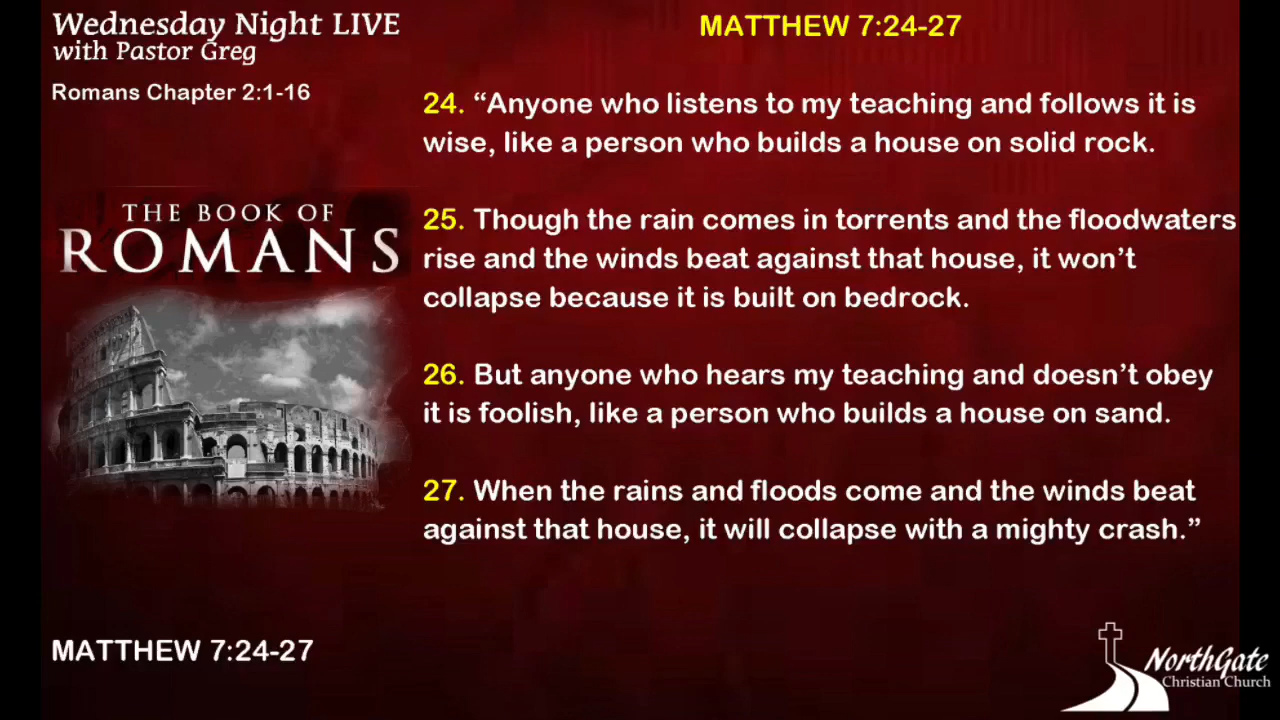 Wednesday Night LIVE
with Pastor Greg
Romans Chapter 2:1-16
THE BOOK OF
ROMANS
MATTHEW 7:24-27
MATTHEW 7:24-27
24. “Anyone who listens to my teaching and follows it is
wise, like a person who builds a house on solid rock.
25. Though the rain comes in torrents and the floodwaters
rise and the winds beat against that house, it won’t
collapse because it is built on bedrock.
26. But anyone who hears my teaching and doesn’t obey
it is foolish, like a person who builds a house on sand.
27. When the rains and floods come and the winds beat
against that house, it will collapse with a mighty crash.”
NorthGate
Christian Church